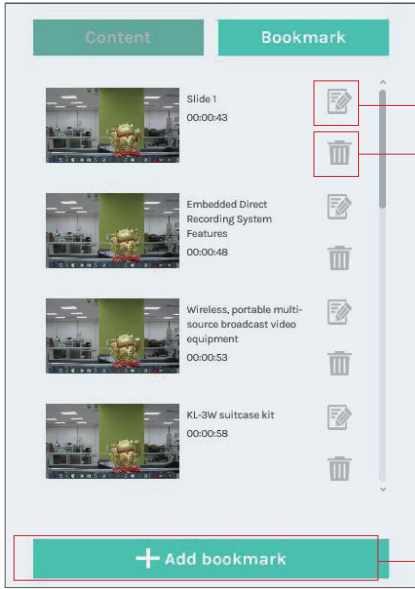 Content
Bookmark
Slide 1
00:00:43
Embedded Direct
Recording System
Features
00:00:48
Wireless, portable multi-
source broadcast video
equipment
00:00:53
KL-3W suitcase kit
00:00:58
Add bookmark